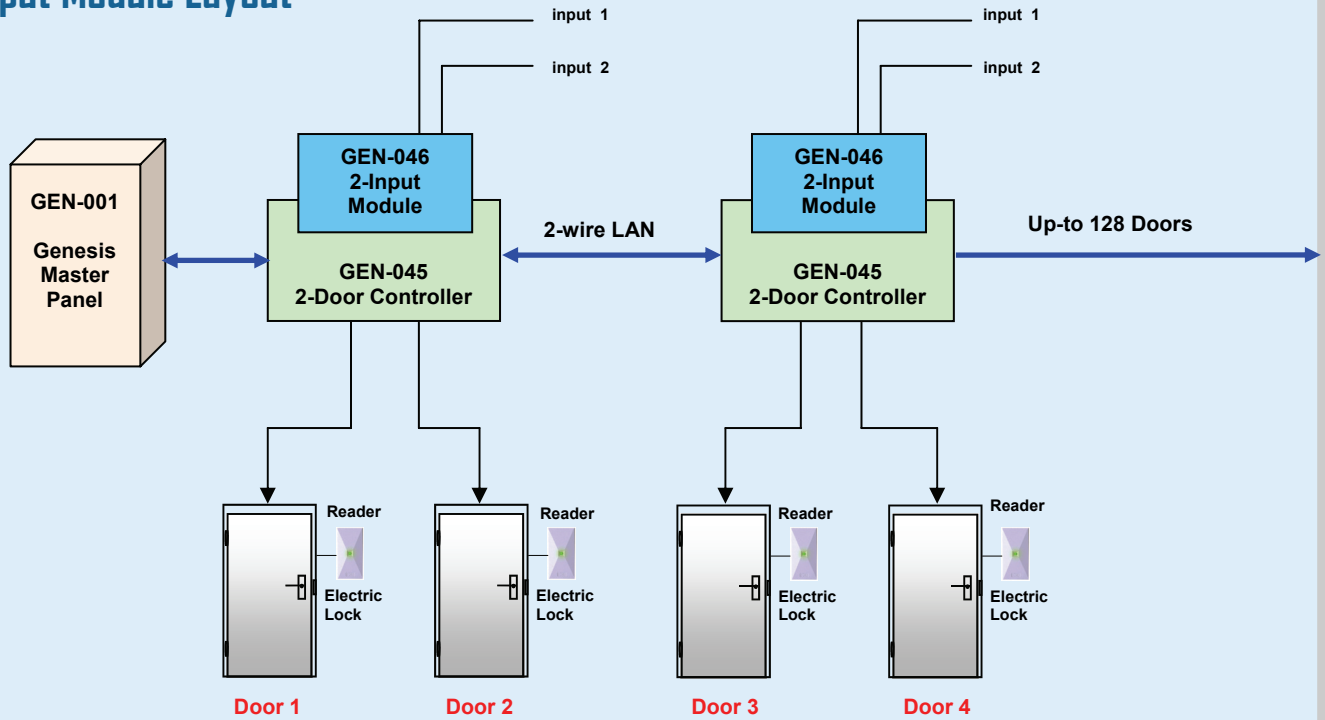 Module Layout
input 1
input 2
input 1
input 2
GEN-046
2-Input
Module
GEN-046
2-Input
Module
GEN-001
Genesis
Master
Panel
2-wire LAN
Up-to 128 Doors
GEN-045
2-Door Controller
GEN-045
2-Door Controller
Reader
Electric
Lock
Reader
Electric
Lock
Reader
Electric
Lock
Reader
Electric
Lock
Door 1
Door 2
Door 3
Door 4